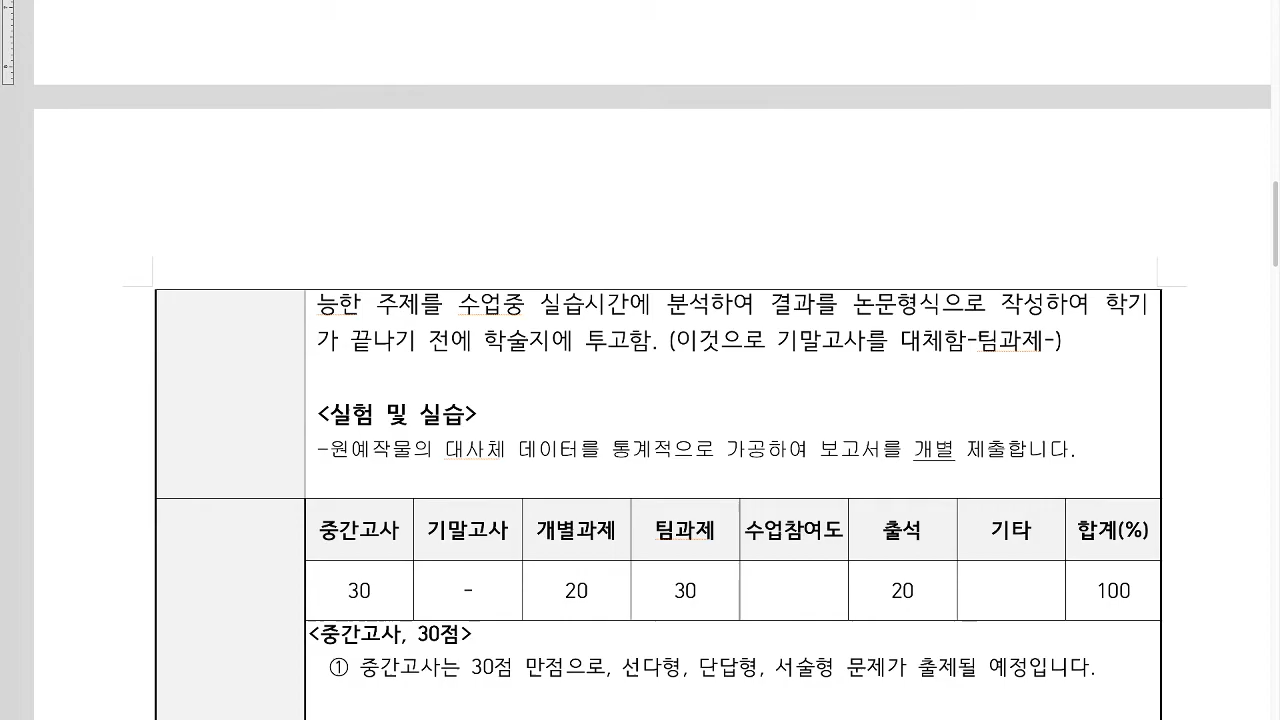 능한 주제를 수업중 실습시간에 분석하여 결과를 논문형식으로 작성하여 학기
가 끝나기 전에 학술지에 투고함. (이것으로 기말고사를 대체함-팀과제-)
<실험 및 실습>
-원예작물의 대사체 데이터를 통계적으로 가공하여 보고서를 개별 제출합니다.
중간고사 기말고사 개별과제 팀과제 수업참여도 출석 기타 합계(%)
30 - 20 30 20 100
<중간고사, 30점>
① 중간고사는 30점 만점으로, 선다형, 단답형, 서술형 문제가 출제될 예정입니다.